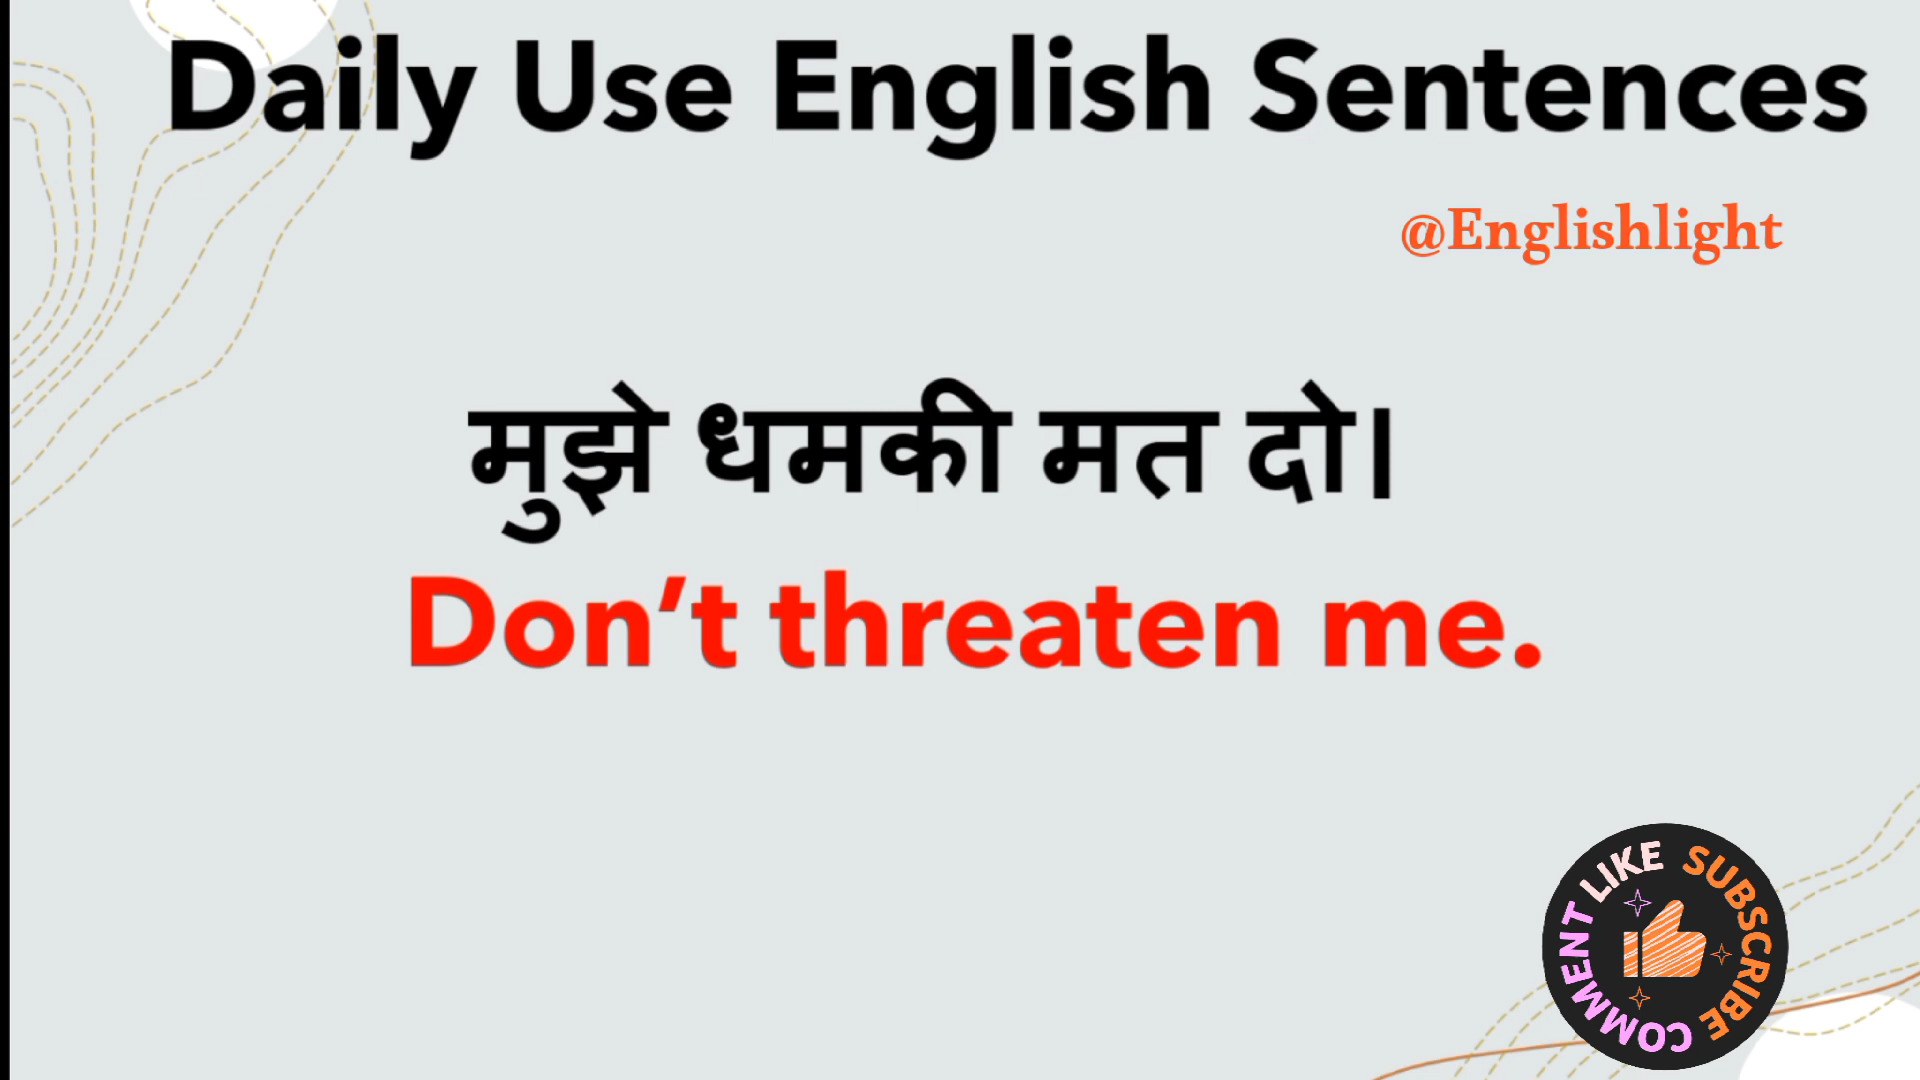 Daily Use English Sentences
@Englishlight
मुझे धमकी मत दो।
Don’t threaten me.
LIKE SUBSCRIBE COMMENT